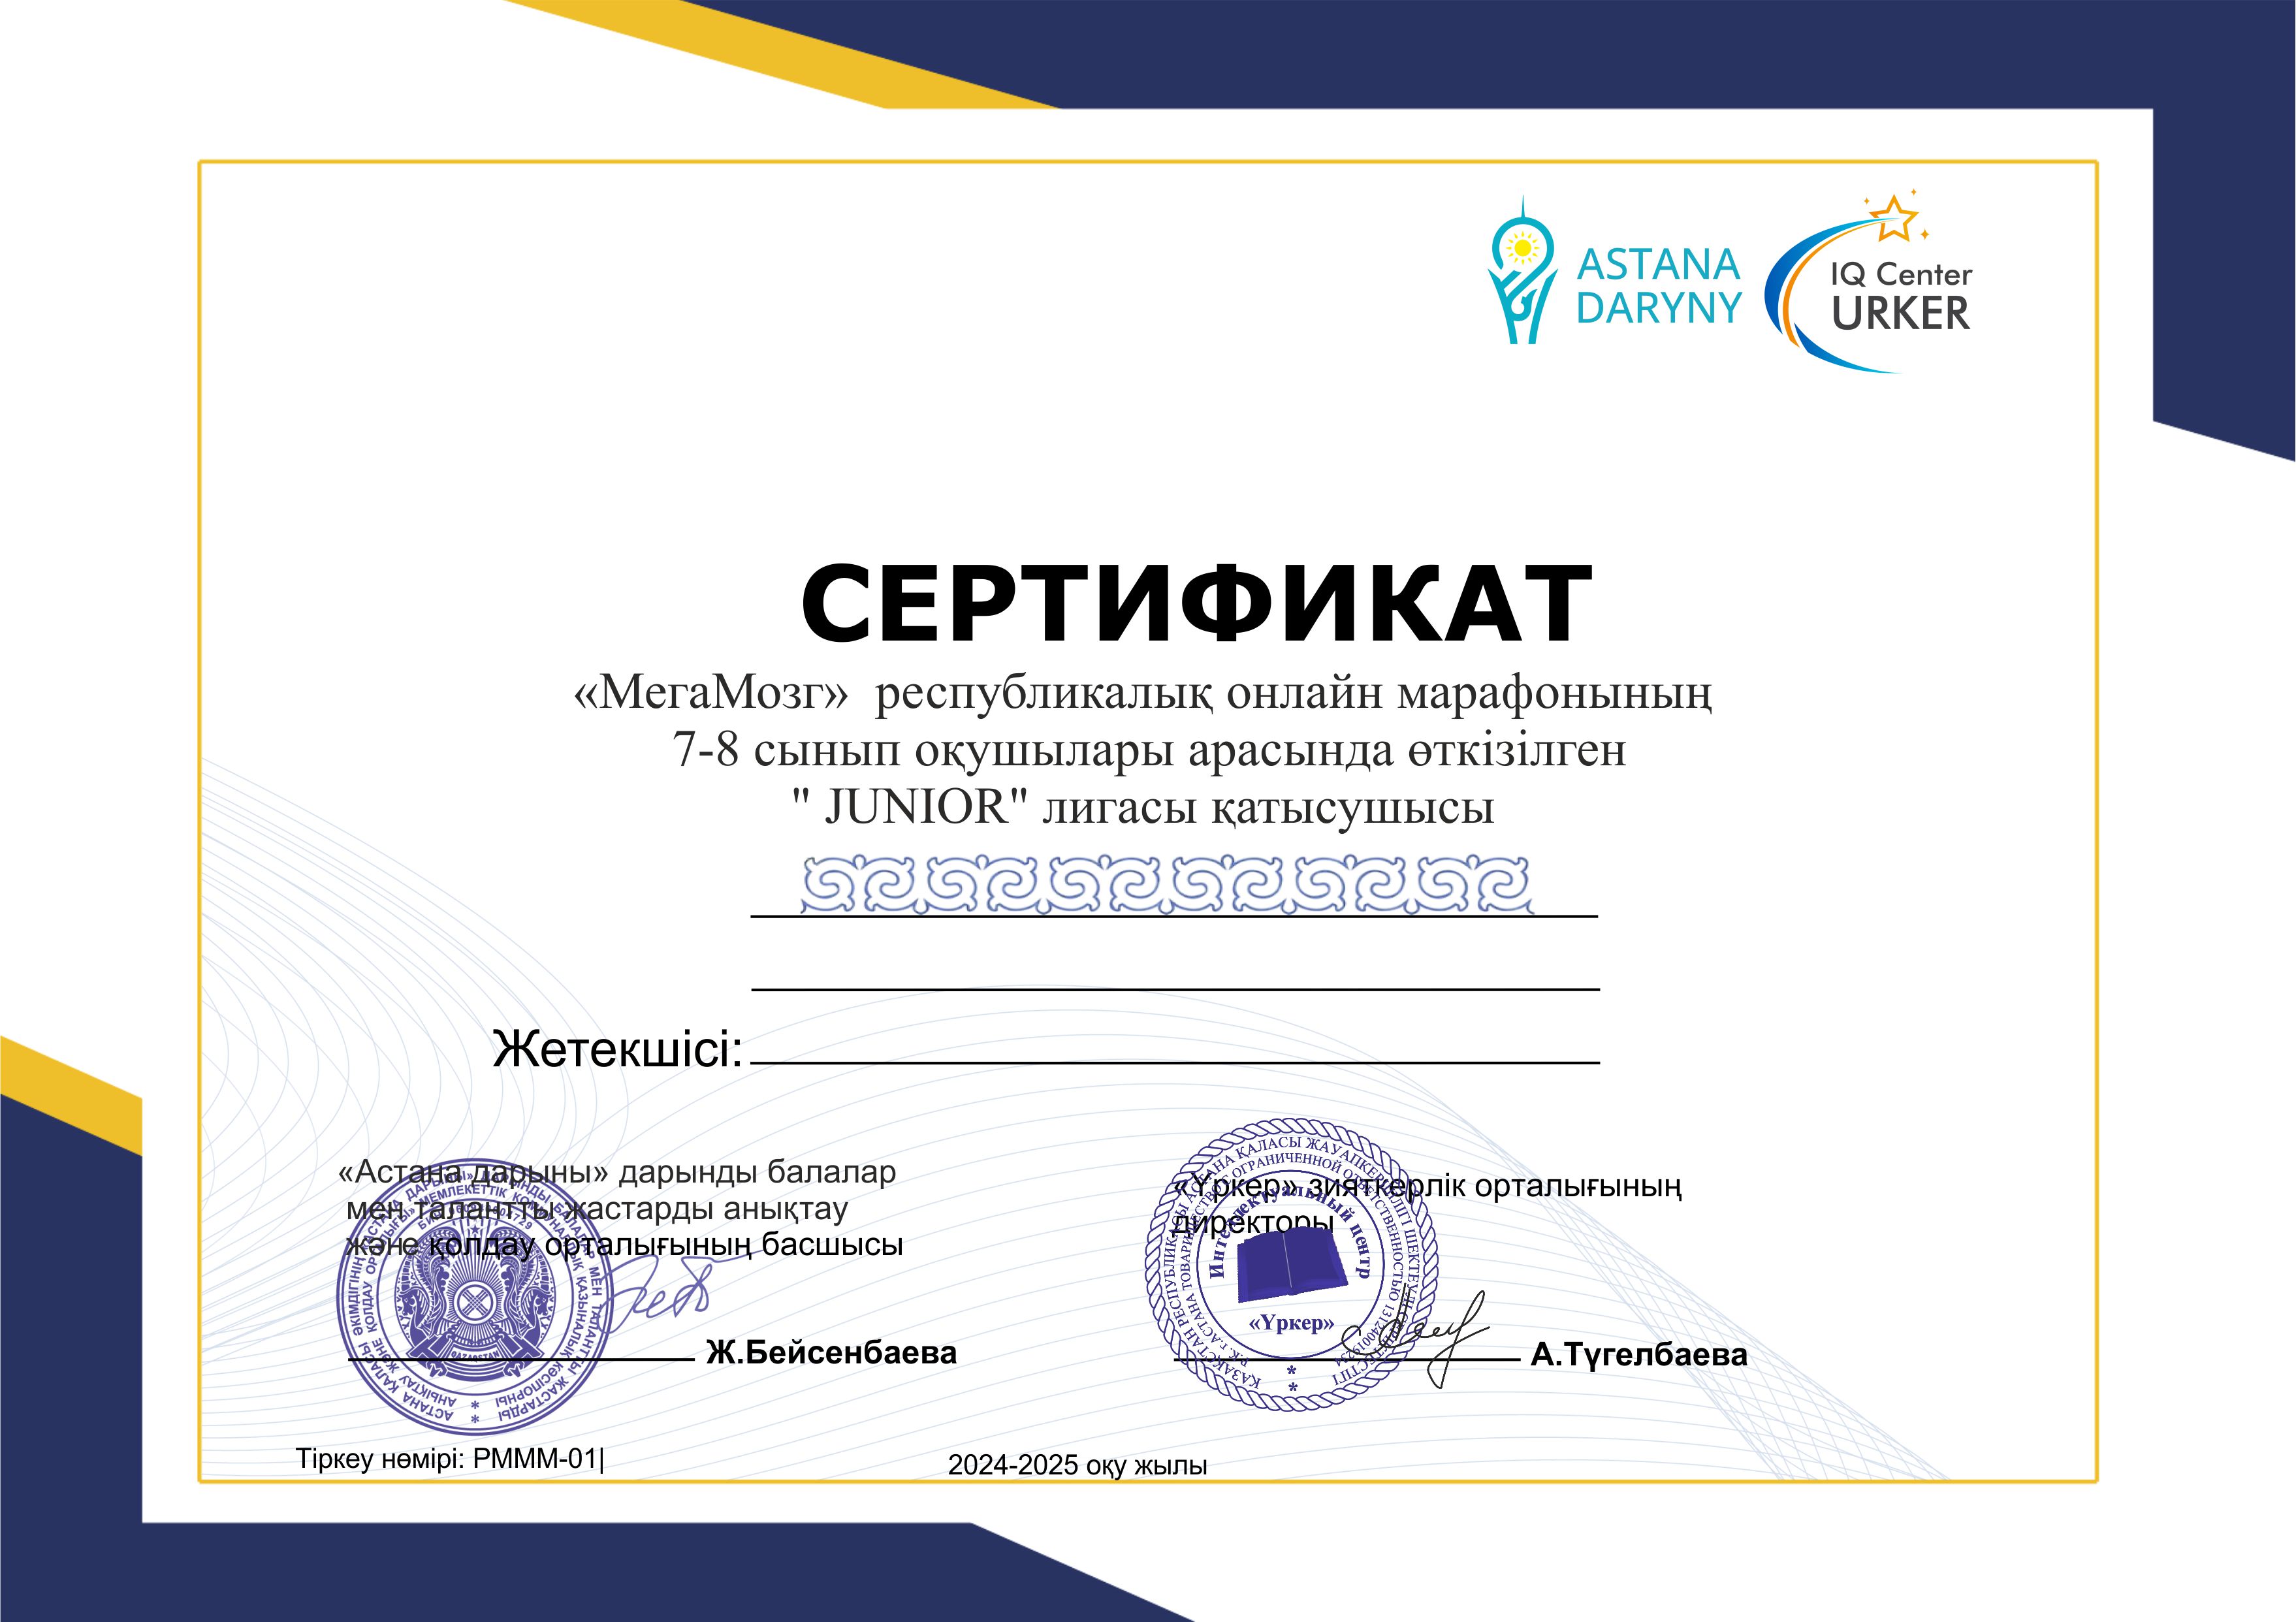 ASTANA
DARYNY
IQ Center
URKER
СЕРТИФИКАТ
«МегаМозг» республикалық онлайн марафонының
7-8 сынып оқушылары арасында өткізілген
" JUNIOR" лигасы қатысушысы
Жетекшісі:
«Астана дарыны» дарынды балалар
мен талантты жастарды анықтау
және қолдау орталығының басшысы
Ж.Бейсенбаева
QAZAQSTAN
«Үркер» зияткерлік орталығының
директоры
Интеллектуальный центр
«Үркер»
А.Түгелбаева
Тіркеу нөмірі: РМММ-01|
2024-2025 оқу жылы